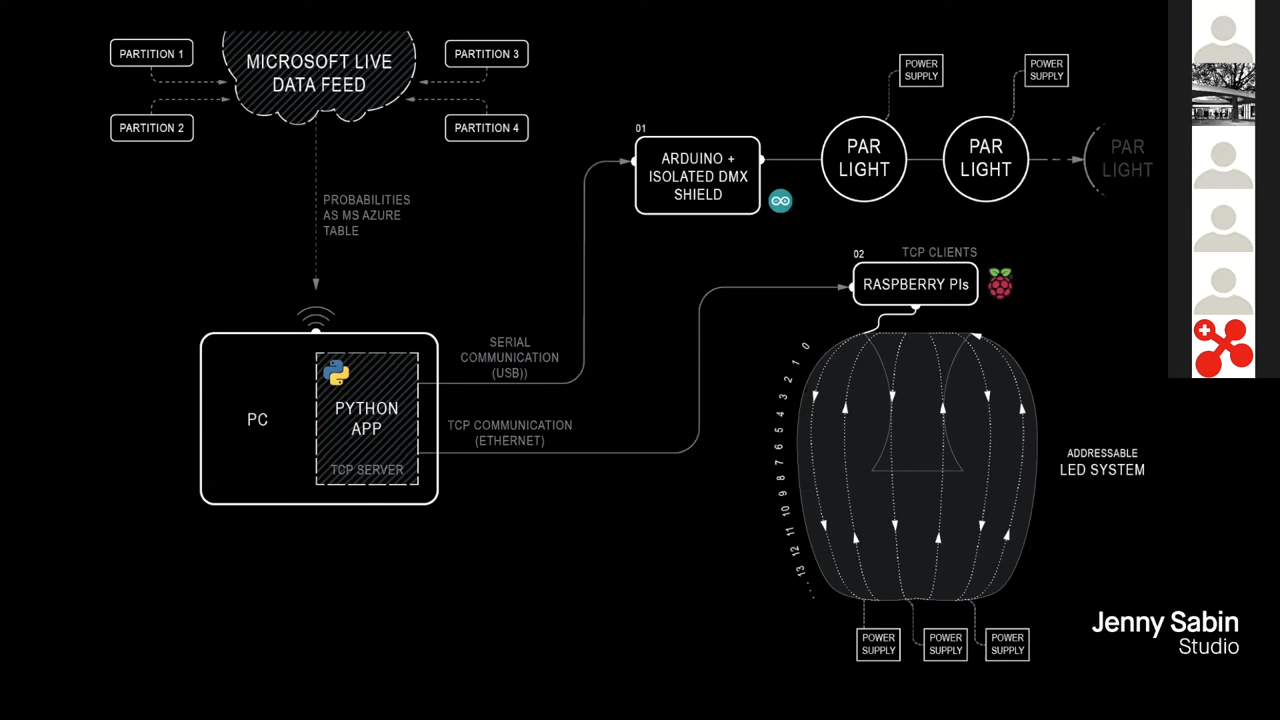 PARTITION 1
MICROSOFT LIVE
DATA FEED
PARTITION 3
PARTITION 2
PARTITION 4
PROBABILITIES
AS MS AZURE
TABLE
PC
PYTHON
APP
TCP SERVER
SERIAL
COMMUNICATION
(USB))
TCP COMMUNICATION
(ETHERNET)
01
ARDUINO +
ISOLATED DMX
SHIELD
POWER
SUPPLY
POWER
SUPPLY
PAR
LIGHT
PAR
LIGHT
PAR
LIGHT
02
TCP CLIENTS
RASPBERRY PIs
0
1
2
3
4
5
6
7
8
9
10
11
12
13
...
ADDRESSABLE
LED SYSTEM
POWER
SUPPLY
POWER
SUPPLY
POWER
SUPPLY
Jenny Sabin
Studio